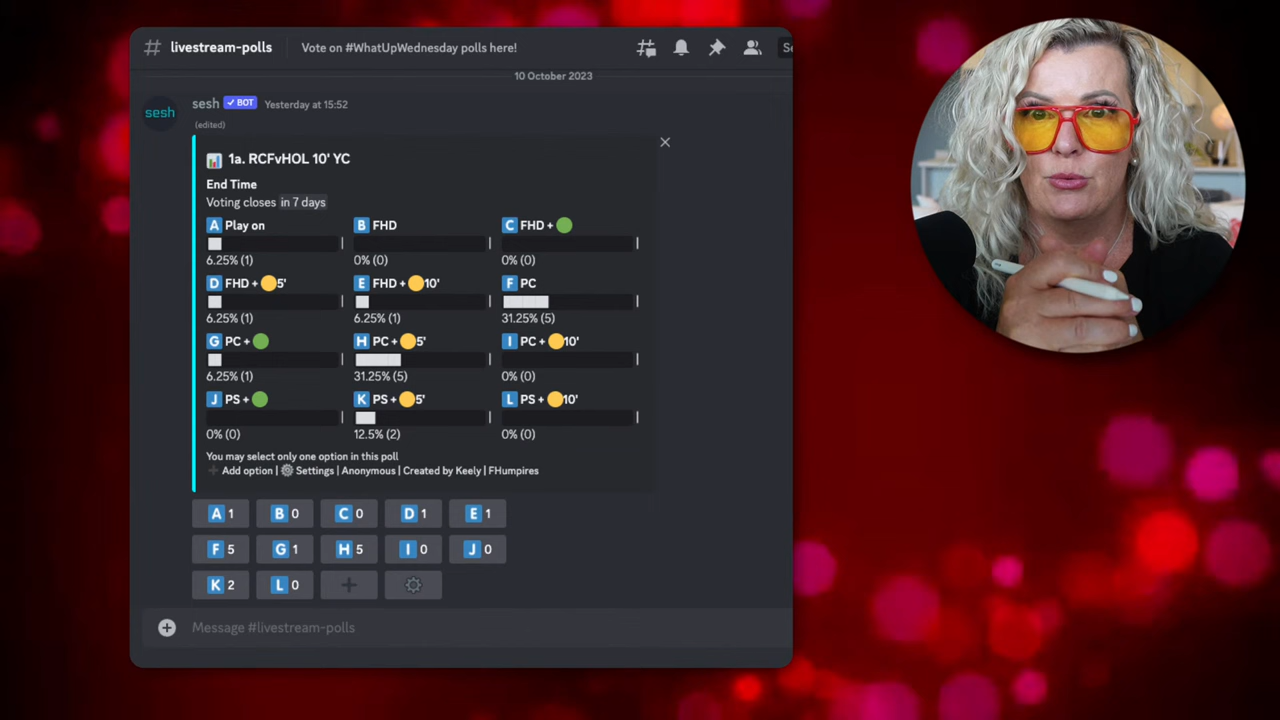 # livestream-polls Vote on #WhatUpWednesday polls here! Se
10 October 2023
sesh sesh ✓ BOT Yesterday at 15:52
(edited)
1a. RCFvHOL 10' YC
End Time
Voting closes in 7 days
A Play on B FHD C FHD + 🟢
6.25% (1) 0% (0) 0% (0)
D FHD + 🟡5' E FHD + 🟡10' F PC
6.25% (1) 6.25% (1) 31.25% (5)
G PC + 🟢 H PC + 🟡5' I PC + 🟡10'
6.25% (1) 31.25% (5) 0% (0)
J PS + 🟢 K PS + 🟡5' L PS + 🟡10'
0% (0) 12.5% (2) 0% (0)
You may select only one option in this poll
➕ Add option | ⚙ Settings | Anonymous | Created by Keely | FHumpires
A 1 B 0 C 0 D 1 E 1
F 5 G 1 H 5 I 0 J 0
K 2 L 0 +
Message #livestream-polls